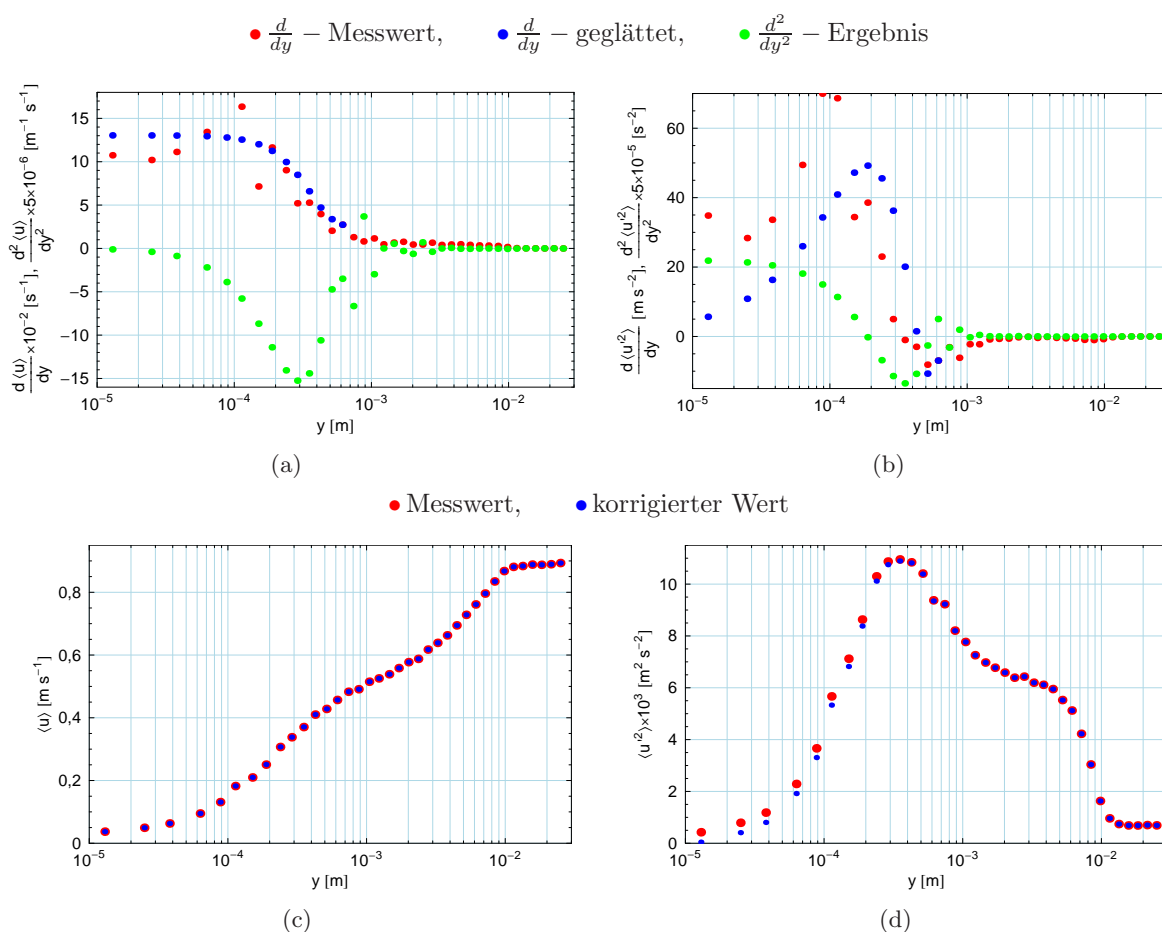 d/dy – Messwert, d/dy – geglättet, d²/dy² – Ergebnis
d⟨u⟩/dy ×10⁻² [s⁻¹], d²⟨u⟩/dy² ×5×10⁻⁶ [m⁻¹ s⁻¹]
15
10
5
0
−5
−10
−15
10⁻⁵ 10⁻⁴ 10⁻³ 10⁻²
y [m]
(a)
d⟨u'²⟩/dy [m s⁻²], d²⟨u'²⟩/dy² ×5×10⁻⁵ [s⁻²]
60
40
20
0
10⁻⁵ 10⁻⁴ 10⁻³ 10⁻²
y [m]
(b)
Messwert, korrigierter Wert
⟨u⟩ [m s⁻¹]
0,8
0,6
0,4
0,2
0
10⁻⁵ 10⁻⁴ 10⁻³ 10⁻²
y [m]
(c)
⟨u'²⟩×10³ [m² s⁻²]
10
8
6
4
2
0
10⁻⁵ 10⁻⁴ 10⁻³ 10⁻²
y [m]
(d)